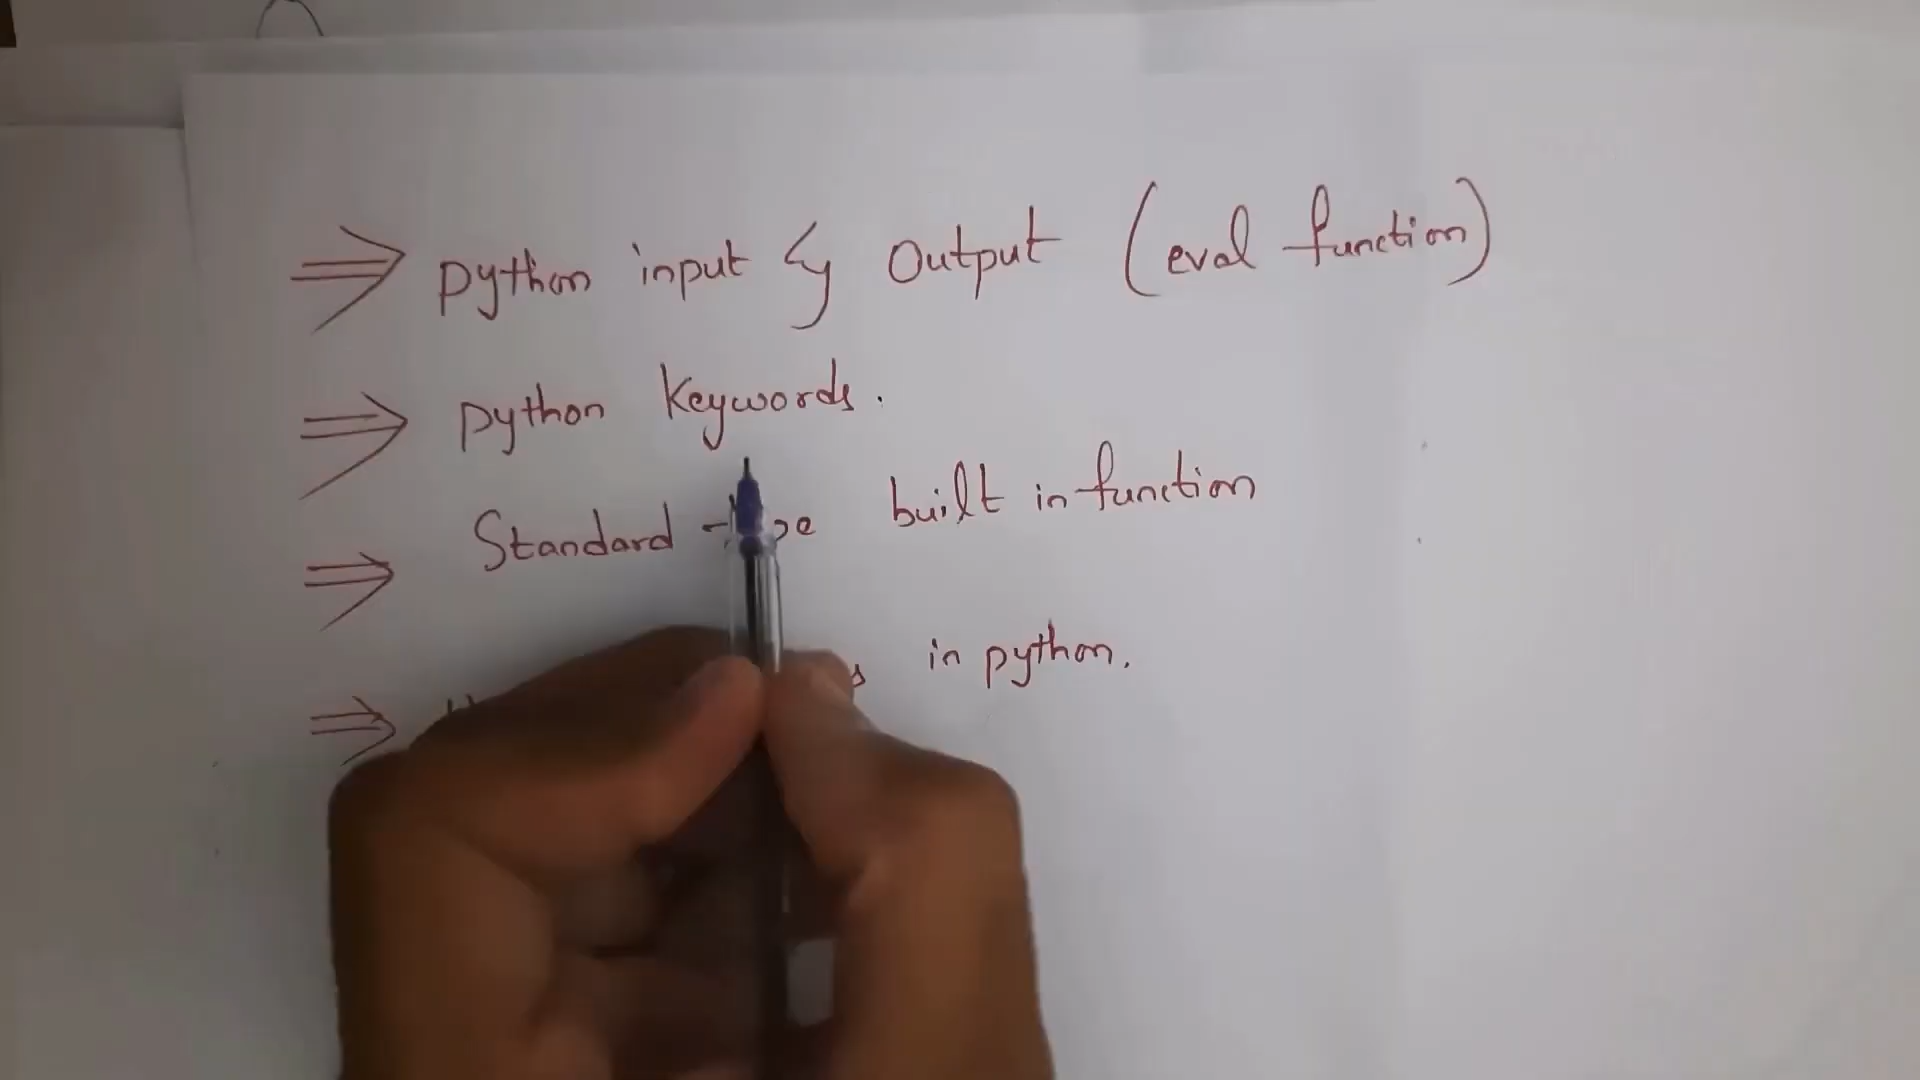 ⇒ python input & Output (eval function)
⇒ python Keywords.
⇒ Standard built in function
⇒ in python.